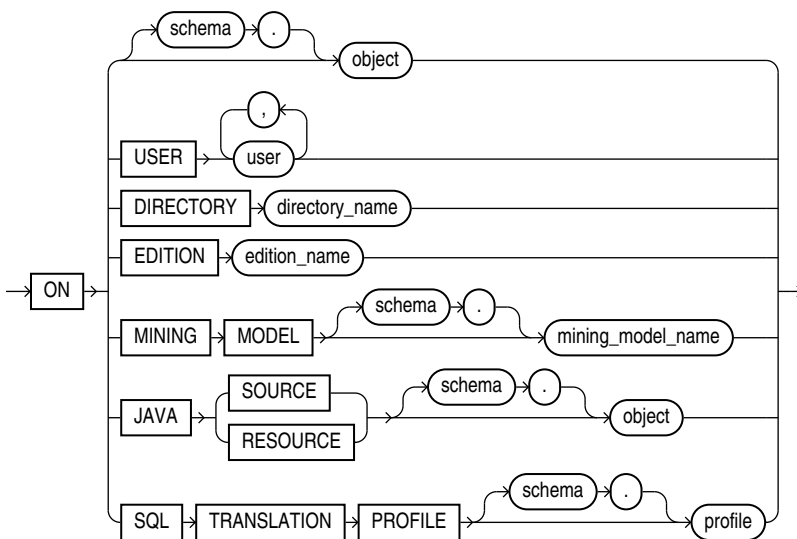 schema .
object
,
USER user
DIRECTORY directory_name
EDITION edition_name
ON
schema .
MINING MODEL mining_model_name
SOURCE schema .
JAVA object
RESOURCE
schema .
SQL TRANSLATION PROFILE profile